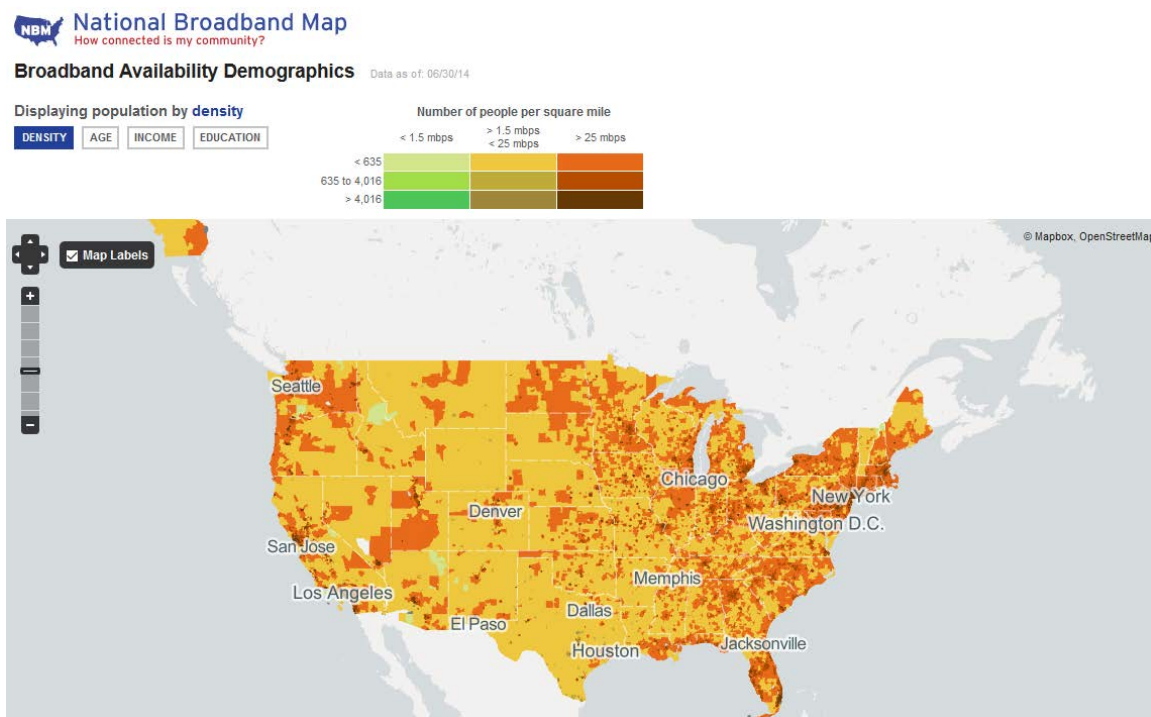 NBM
National Broadband Map
How connected is my community?
Broadband Availability Demographics Data as of: 06/30/14
Displaying population by density
DENSITY AGE INCOME EDUCATION
Number of people per square mile
< 1.5 mbps > 1.5 mbps < 25 mbps > 25 mbps
< 635
635 to 4,016
> 4,016
Map Labels
© Mapbox, OpenStreetMap
+
-
Seattle
Chicago
New York
Denver
Washington D.C.
San Jose
Memphis
Los Angeles
Dallas
El Paso
Jacksonville
Houston